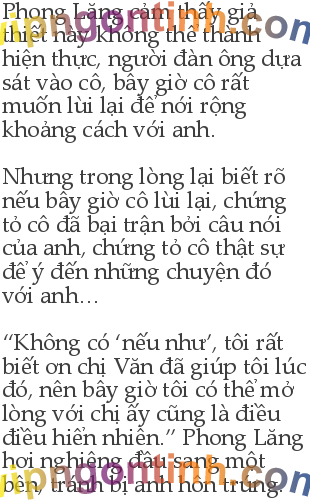 Phong Lăng cảm thấy giả
thiết này không thể thành
hiện thực, người đàn ông dựa
sát vào cô, bây giờ cô rất
muốn lùi lại để nới rộng
khoảng cách với anh.
Nhưng trong lòng lại biết rõ
nếu bây giờ cô lùi lại, chứng
tỏ cô đã bại trận bởi câu nói
của anh, chứng tỏ cô thật sự
để ý đến những chuyện đó
với anh…
“Không có ‘nếu như’, tôi rất
biết ơn chị Văn đã giúp tôi lúc
đó, nên bây giờ tôi có thể mở
lòng với chị ấy cũng là điều
điều hiển nhiên.” Phong Lăng
hơi nghiêng đầu sang một
bên, tránh bị anh hôn trúng.
vipngontinh.com
vipngontinh.com